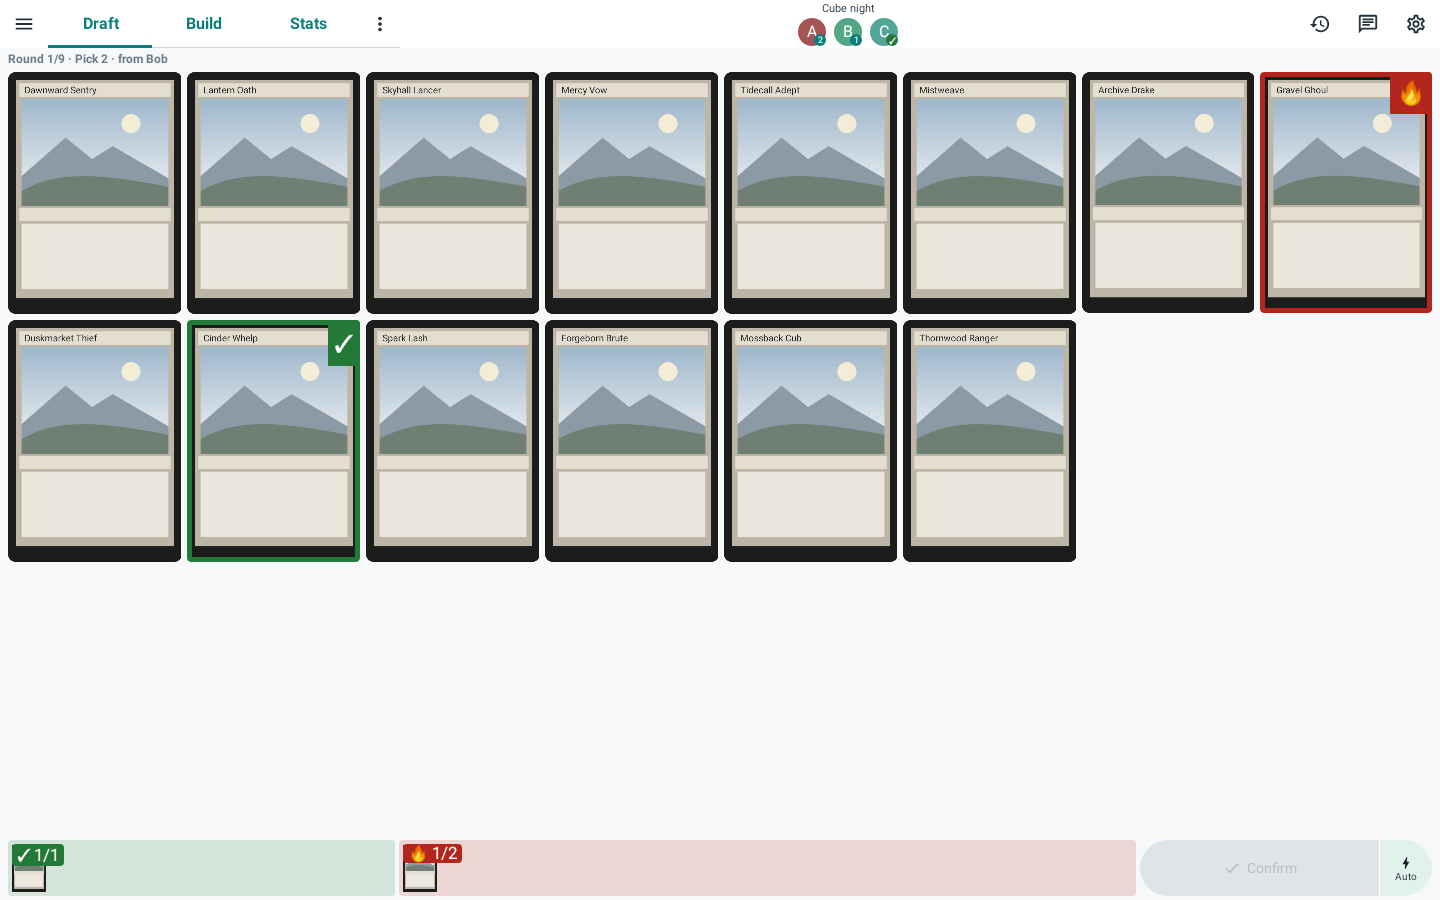 Draft
Build
Stats
Cube night
A
2
B
1
C
Round 1/9 · Pick 2 · from Bob
Dawnward Sentry
Lantern Oath
Skyhall Lancer
Mercy Vow
Tidecall Adept
Mistweave
Archive Drake
Gravel Ghoul
Duskmarket Thief
Cinder Whelp
Spark Lash
Forgeborn Brute
Mossback Cub
Thornwood Ranger
1/1
1/2
Confirm
Auto